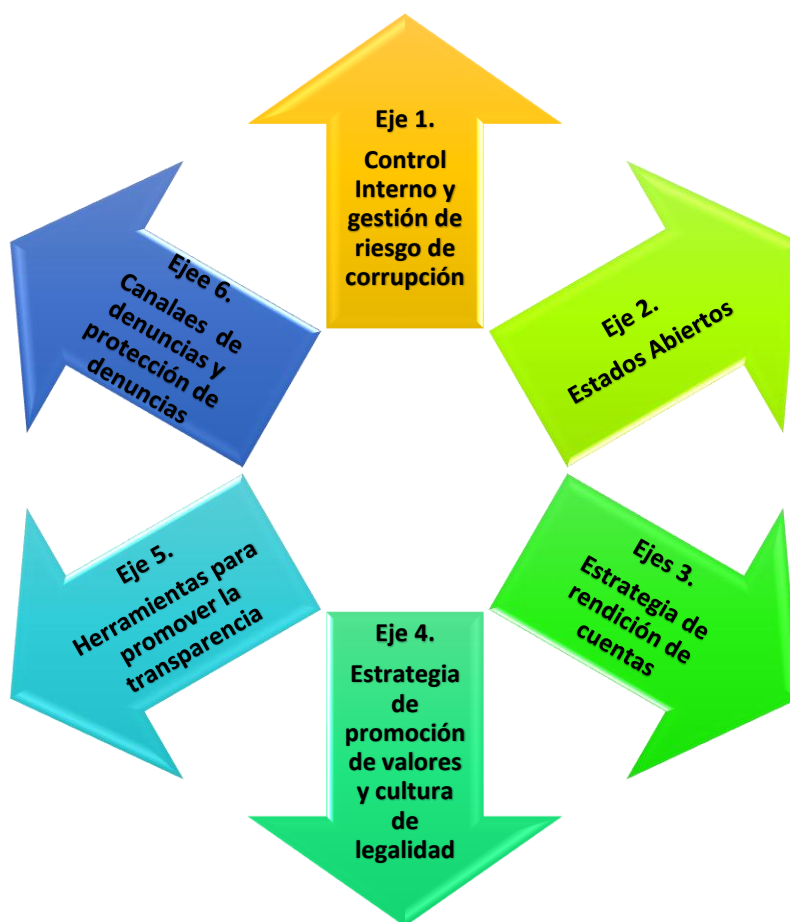 Eje 1.
Control
Interno y
gestión de
riesgo de
corrupción
Eje 2.
Estados Abiertos
Ejes 3.
Estrategia de
rendición de
cuentas
Eje 4.
Estrategia
de
promoción
de valores
y cultura
de
legalidad
Eje 5.
Herramientas para
promover la
transparencia
Ejee 6.
Canalaes de
denuncias y
protección de
denuncias